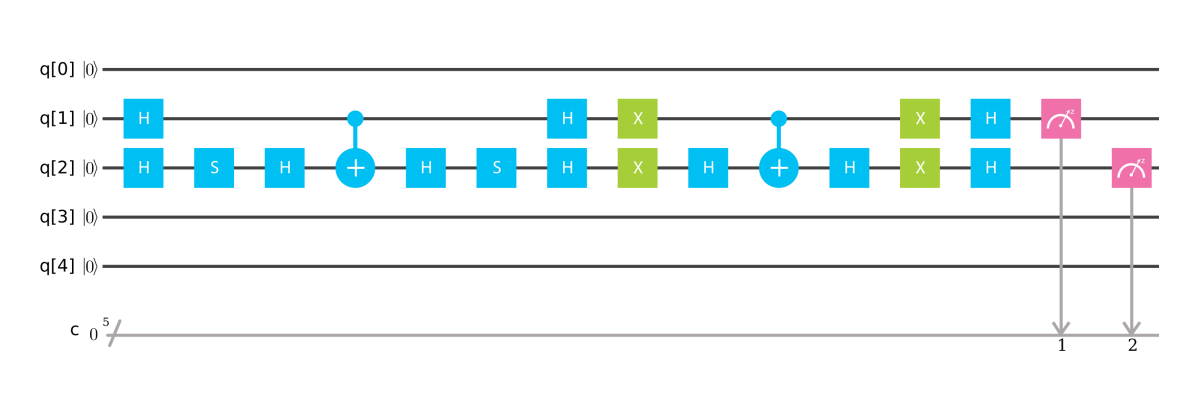 q[0] |0⟩
q[1] |0⟩ H H X X H z
q[2] |0⟩ H S H + H S H X H + H X H z
q[3] |0⟩
q[4] |0⟩
c 0 5
1 2